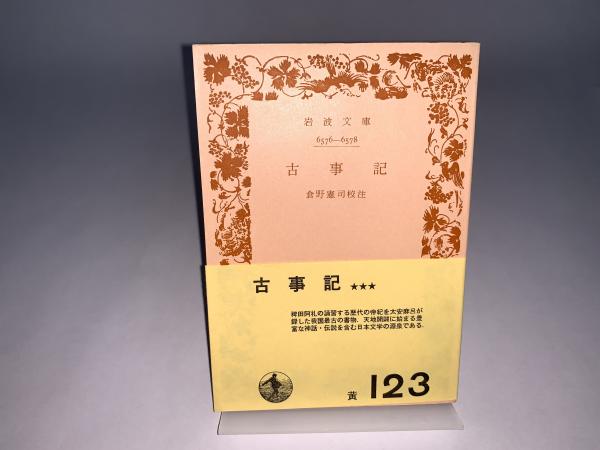 岩波文庫
6576—6578
古事記
倉野憲司校注
古事記 ★★★
稗田阿礼の誦習する歴代の帝紀を太安麻呂が
録した我国最古の書物．天地開闢に始まる豊
富な神話・伝説を含む日本文学の源泉である．
黄 123